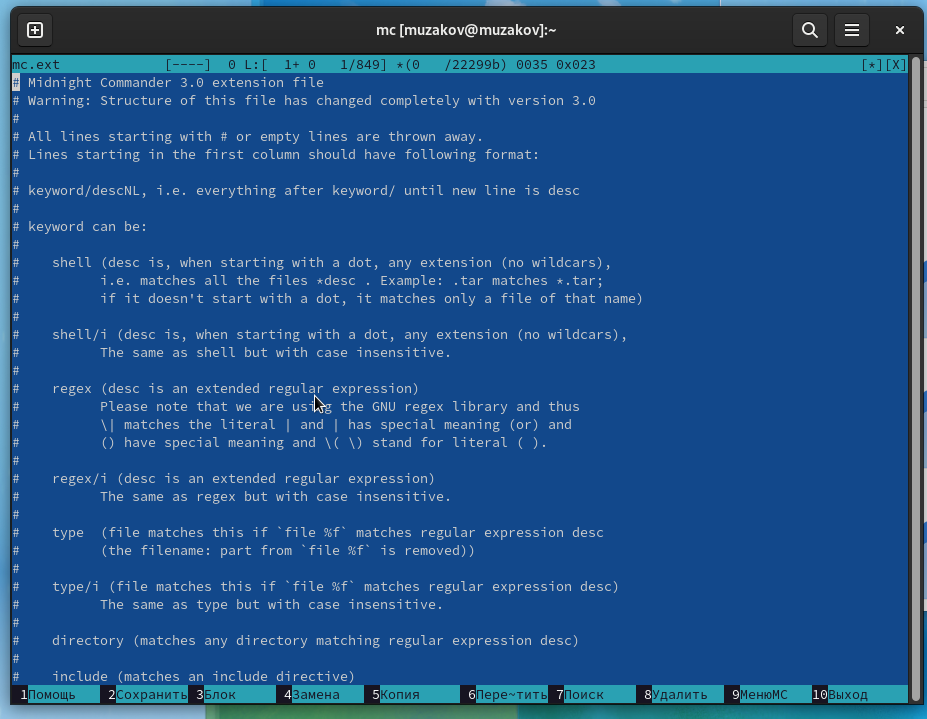 mc [muzakov@muzakov]:~
mc.ext [----] 0 L:[ 1+ 0 1/849] *(0 /22299b) 0035 0x023 [*][X]
# Midnight Commander 3.0 extension file
# Warning: Structure of this file has changed completely with version 3.0
#
# All lines starting with # or empty lines are thrown away.
# Lines starting in the first column should have following format:
#
# keyword/descNL, i.e. everything after keyword/ until new line is desc
#
# keyword can be:
#
# shell (desc is, when starting with a dot, any extension (no wildcars),
# i.e. matches all the files *desc . Example: .tar matches *.tar;
# if it doesn't start with a dot, it matches only a file of that name)
#
# shell/i (desc is, when starting with a dot, any extension (no wildcars),
# The same as shell but with case insensitive.
#
# regex (desc is an extended regular expression)
# Please note that we are using the GNU regex library and thus
# \| matches the literal | and | has special meaning (or) and
# () have special meaning and \( \) stand for literal ( ).
#
# regex/i (desc is an extended regular expression)
# The same as regex but with case insensitive.
#
# type (file matches this if `file %f` matches regular expression desc
# (the filename: part from `file %f` is removed))
#
# type/i (file matches this if `file %f` matches regular expression desc)
# The same as type but with case insensitive.
#
# directory (matches any directory matching regular expression desc)
#
# include (matches an include directive)
1Помощь 2Сохранить 3Блок 4Замена 5Копия 6Пере~тить 7Поиск 8Удалить 9МенюМС 10Выход